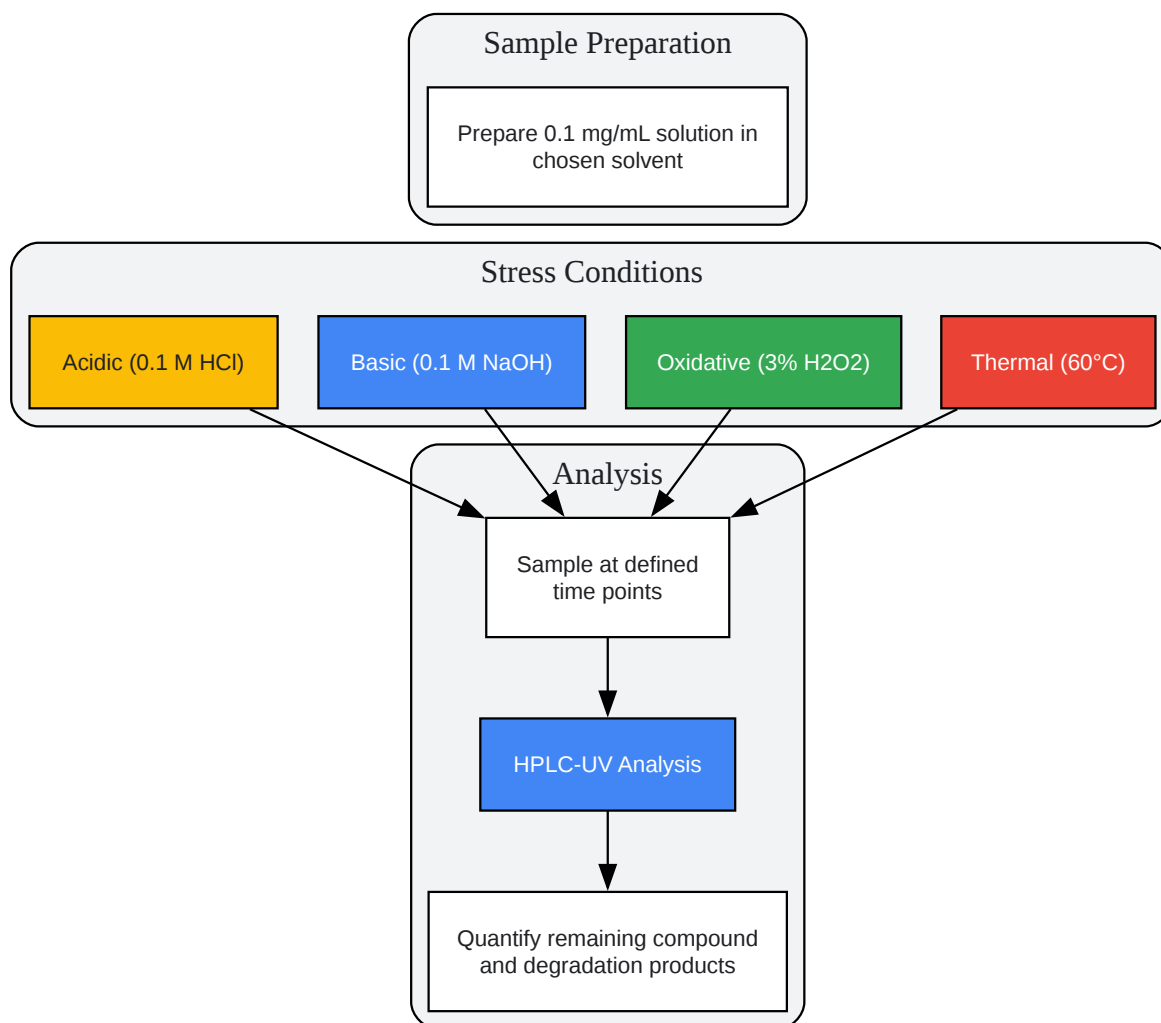 Sample Preparation
Prepare 0.1 mg/mL solution in
chosen solvent
Stress Conditions
Acidic (0.1 M HCl)
Basic (0.1 M NaOH)
Oxidative (3% H2O2)
Thermal (60°C)
Analysis
Sample at defined
time points
HPLC-UV Analysis
Quantify remaining compound
and degradation products